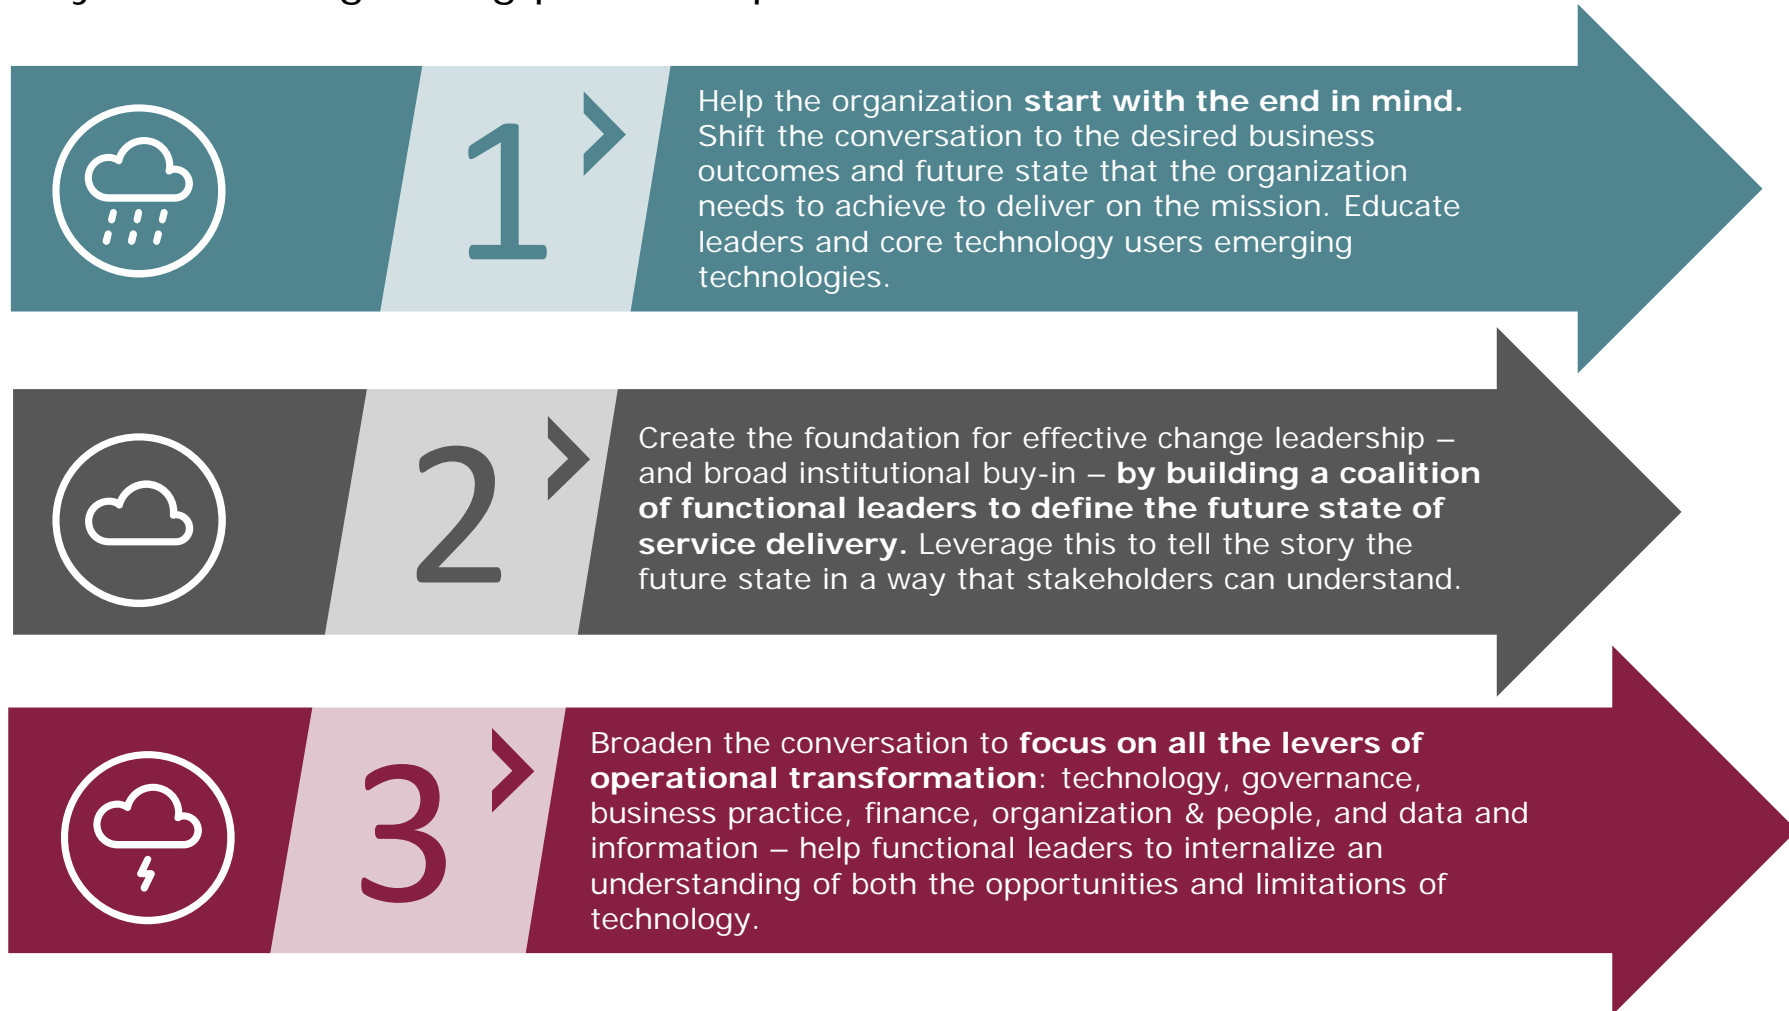 1
Help the organization start with the end in mind.
Shift the conversation to the desired business
outcomes and future state that the organization
needs to achieve to deliver on the mission. Educate
leaders and core technology users emerging
technologies.
2
Create the foundation for effective change leadership –
and broad institutional buy-in – by building a coalition
of functional leaders to define the future state of
service delivery. Leverage this to tell the story the
future state in a way that stakeholders can understand.
3
Broaden the conversation to focus on all the levers of
operational transformation: technology, governance,
business practice, finance, organization & people, and data and
information – help functional leaders to internalize an
understanding of both the opportunities and limitations of
technology.